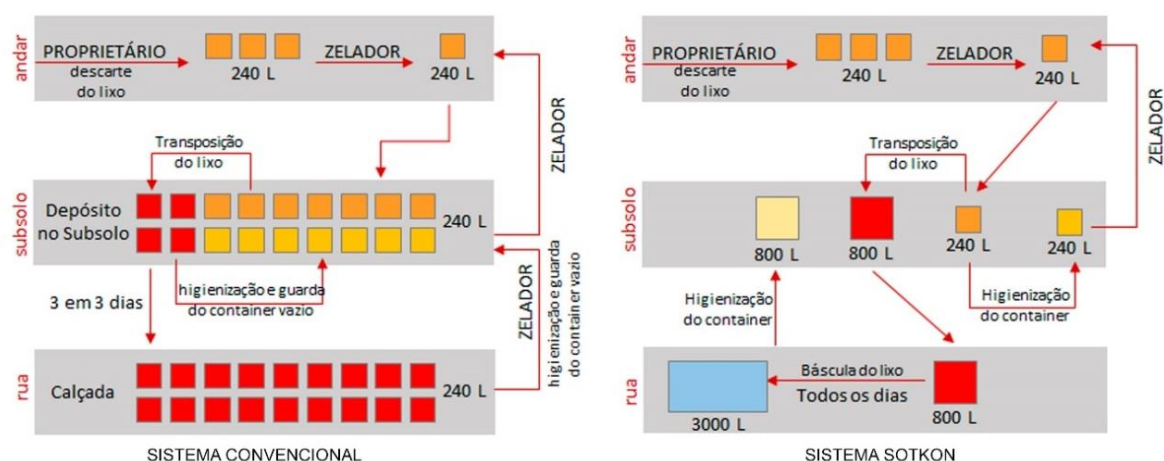 andar
PROPRIETÁRIO
descarte
do lixo
240 L
ZELADOR
240 L
ZELADOR
Transposição
do lixo
subsolo
Depósito
no Subsolo
240 L
3 em 3 dias
higienização e guarda
do container vazio
ZELADOR
higienização e guarda
do container vazio
rua
Calçada
240 L
SISTEMA CONVENCIONAL
andar
PROPRIETÁRIO
descarte
do lixo
240 L
ZELADOR
240 L
ZELADOR
Transposição
do lixo
subsolo
800 L
800 L
240 L
240 L
Higienização
do container
Higienização
do container
rua
3000 L
Báscula do lixo
Todos os dias
800 L
SISTEMA SOTKON